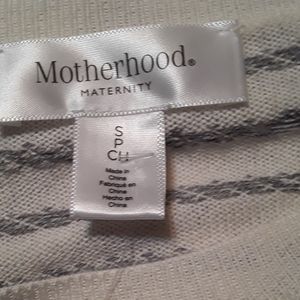 Motherhood®
MATERNITY
S
P
CH
Made in
China
Fabriqué en
Chine
Hecho en
China